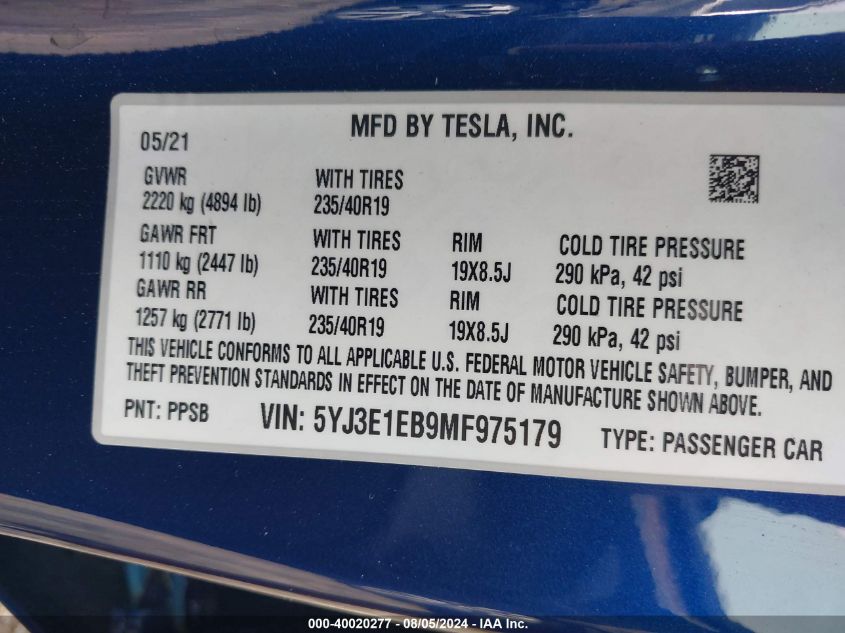 MFD BY TESLA, INC.
05/21
GVWR WITH TIRES
2220 kg (4894 lb) 235/40R19
GAWR FRT WITH TIRES RIM COLD TIRE PRESSURE
1110 kg (2447 lb) 235/40R19 19X8.5J 290 kPa, 42 psi
GAWR RR WITH TIRES RIM COLD TIRE PRESSURE
1257 kg (2771 lb) 235/40R19 19X8.5J 290 kPa, 42 psi
THIS VEHICLE CONFORMS TO ALL APPLICABLE U.S. FEDERAL MOTOR VEHICLE SAFETY, BUMPER, AND
THEFT PREVENTION STANDARDS IN EFFECT ON THE DATE OF MANUFACTURE SHOWN ABOVE.
PNT: PPSB VIN: 5YJ3E1EB9MF975179 TYPE: PASSENGER CAR
000-40020277 - 08/05/2024 - IAA Inc.